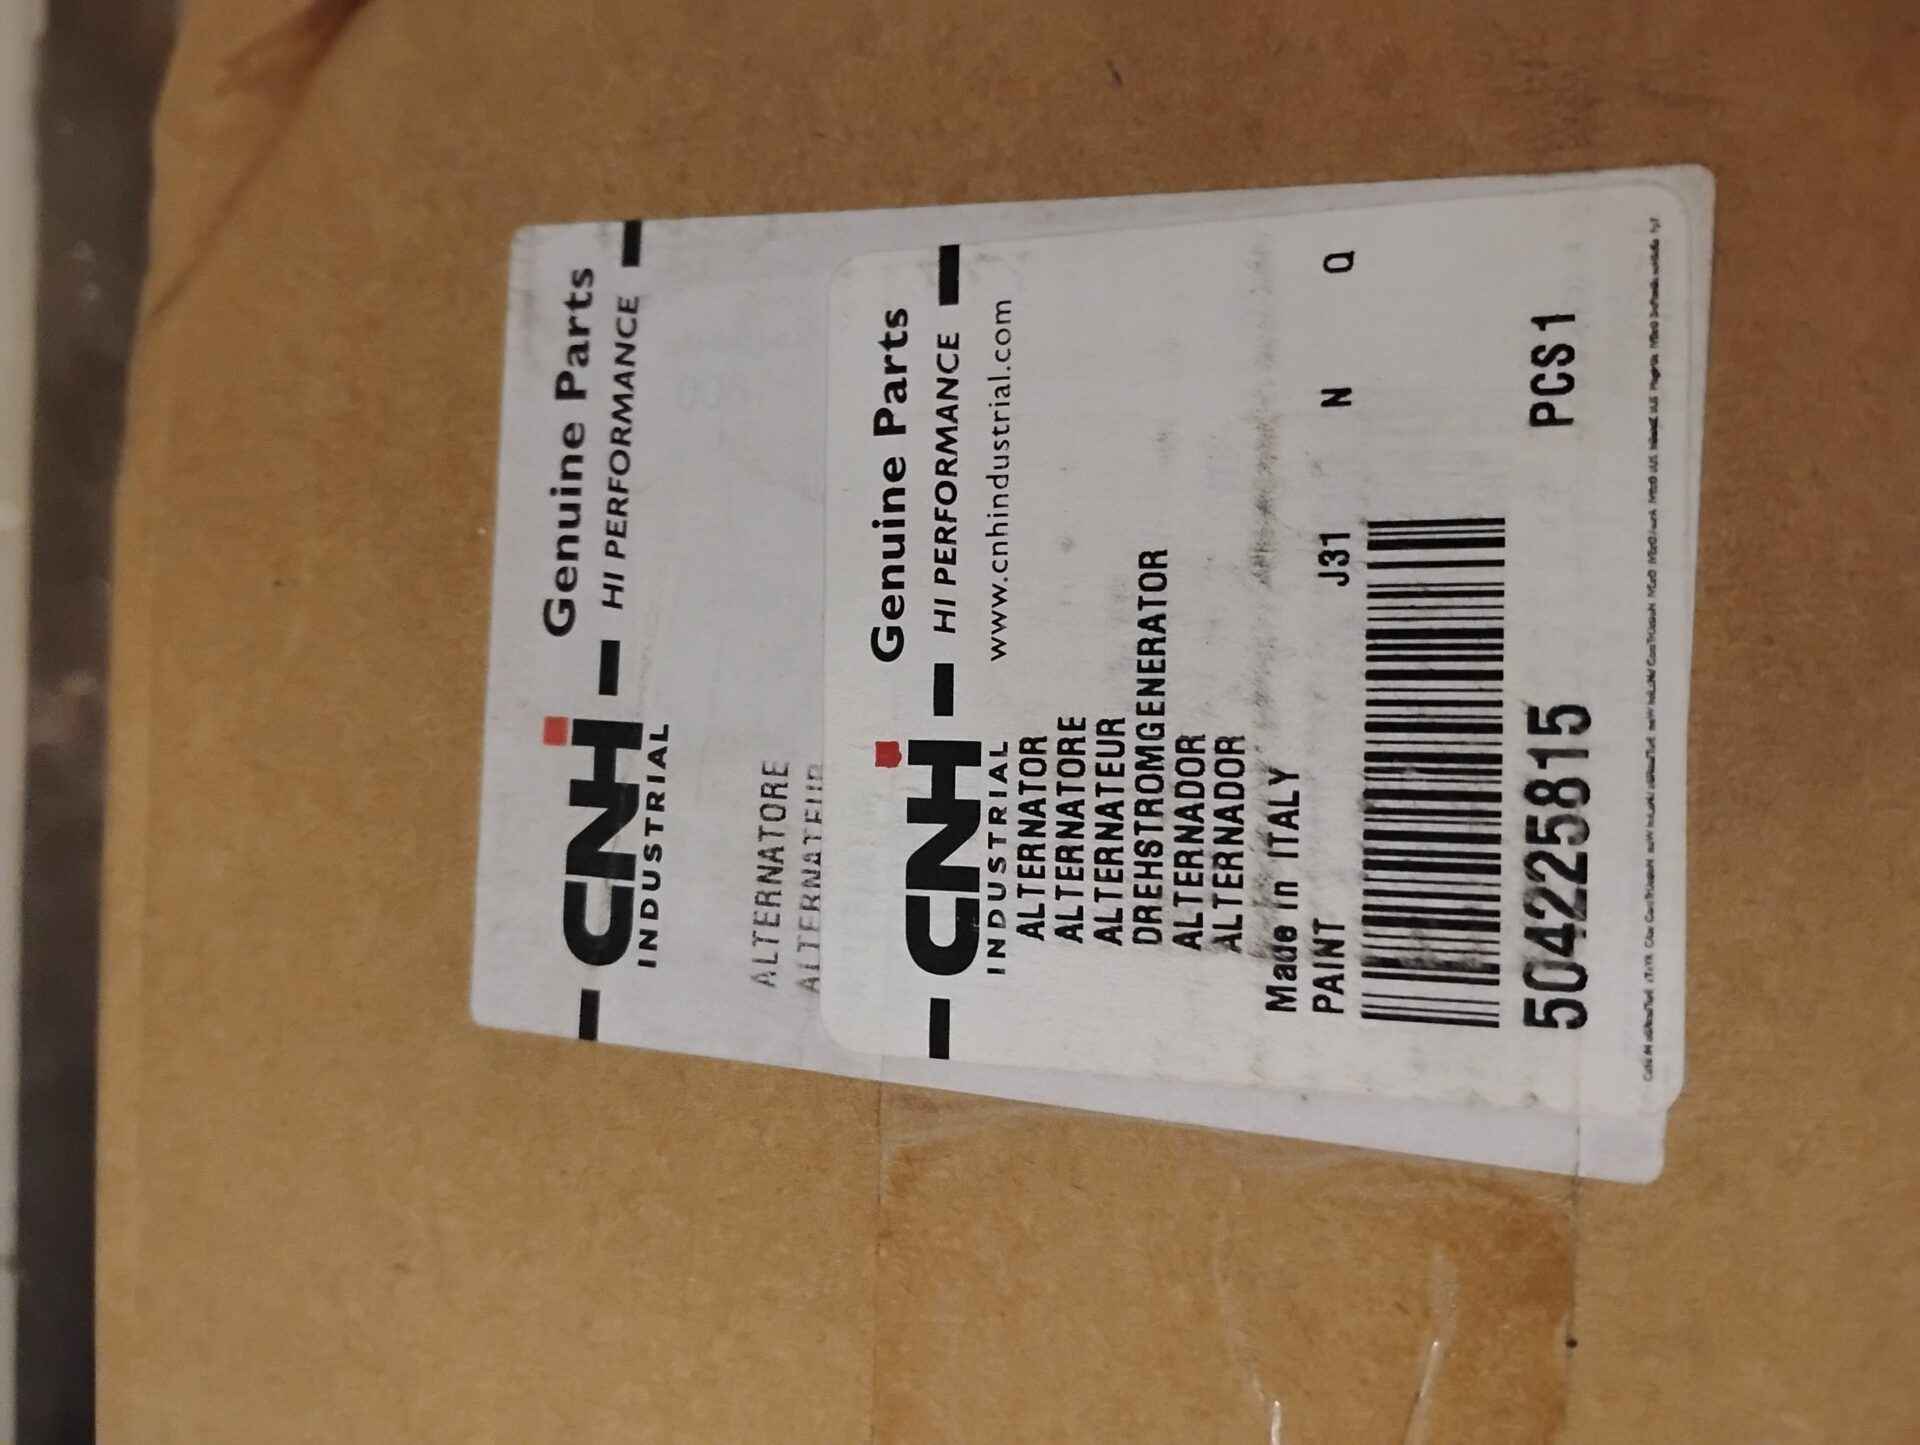 CNH
INDUSTRIAL
Genuine Parts
HI PERFORMANCE
ALTERNATORE
ALTERNATEUR
CNH
INDUSTRIAL
Genuine Parts
HI PERFORMANCE
www.cnhindustrial.com
ALTERNATOR
ALTERNATORE
ALTERNATEUR
DREHSTROMGENERATOR
ALTERNADOR
ALTERNADOR
Made in ITALY
PAINT J31 N Q
504225815 PCS1